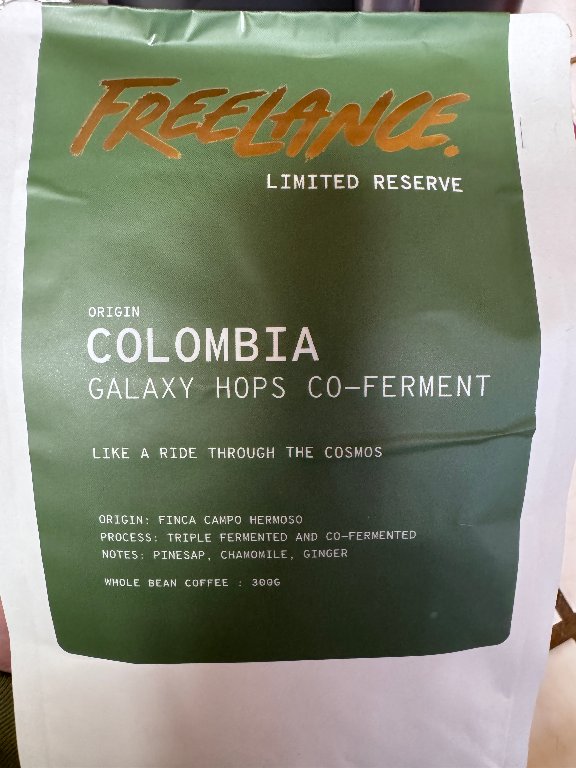 FREELANCE.
LIMITED RESERVE
ORIGIN
COLOMBIA
GALAXY HOPS CO-FERMENT
LIKE A RIDE THROUGH THE COSMOS
ORIGIN: FINCA CAMPO HERMOSO
PROCESS: TRIPLE FERMENTED AND CO-FERMENTED
NOTES: PINESAP, CHAMOMILE, GINGER
WHOLE BEAN COFFEE : 300G